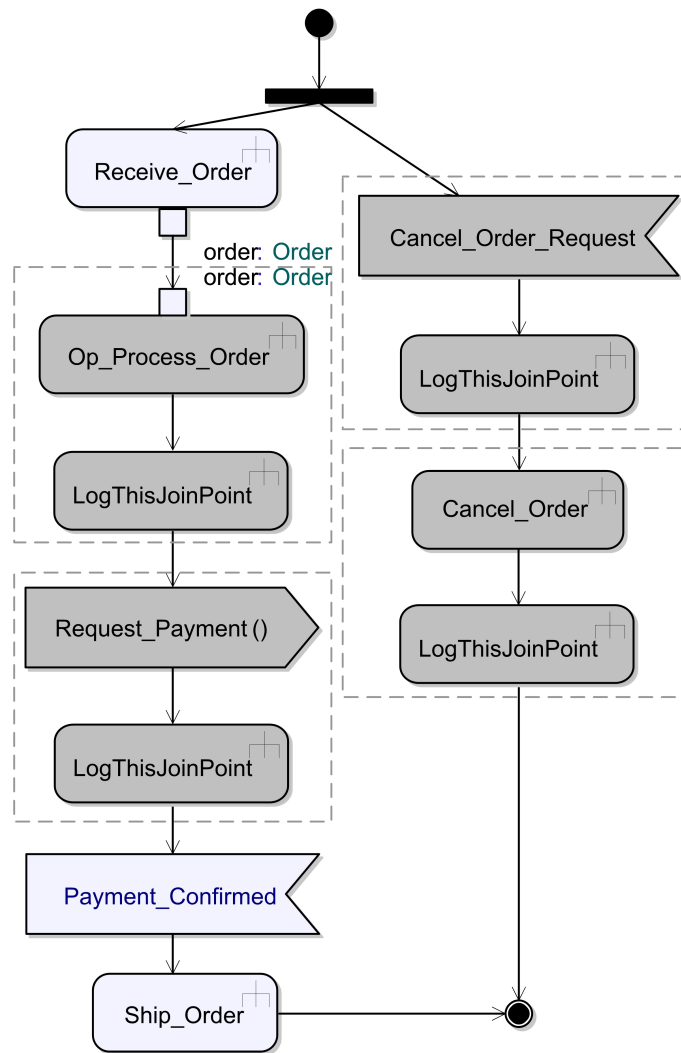 Receive_Order
order: Order
order: Order
Op_Process_Order
LogThisJoinPoint
Request_Payment ()
LogThisJoinPoint
Payment_Confirmed
Ship_Order
Cancel_Order_Request
LogThisJoinPoint
Cancel_Order
LogThisJoinPoint